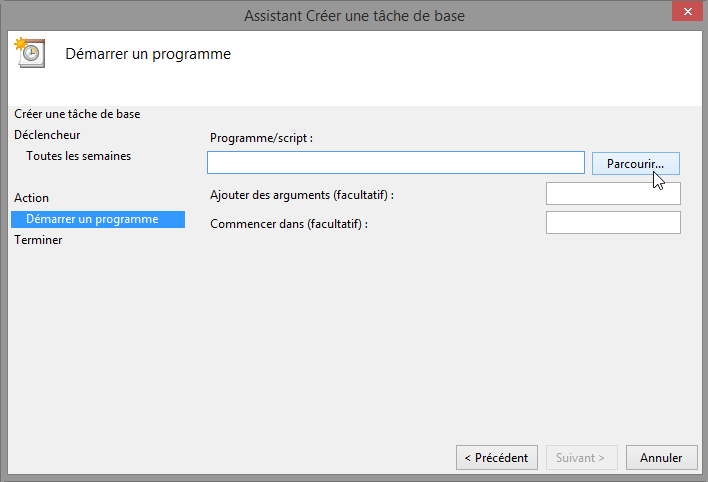 Assistant Créer une tâche de base
Démarrer un programme
Créer une tâche de base
Déclencheur
Toutes les semaines
Action
Démarrer un programme
Terminer
Programme/script :
Parcourir...
Ajouter des arguments (facultatif) :
Commencer dans (facultatif) :
< Précédent
Suivant >
Annuler